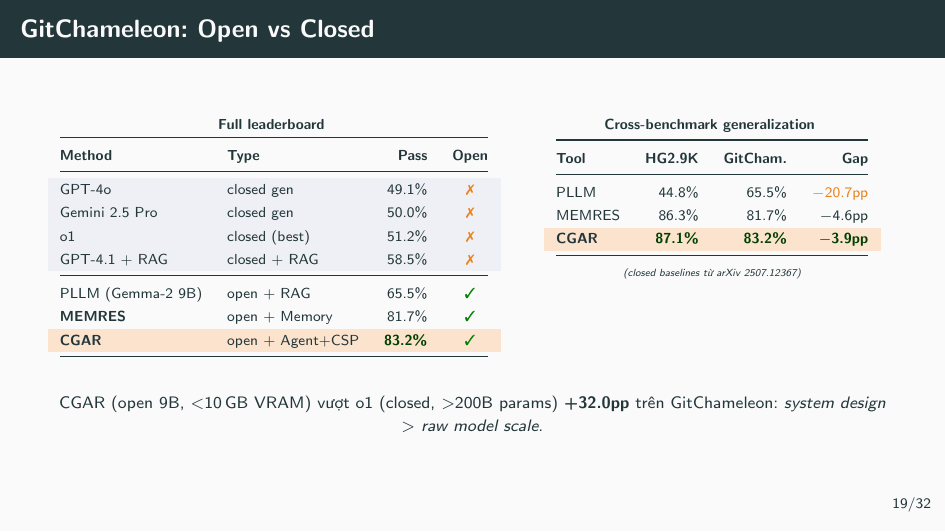 GitChameleon: Open vs Closed
Full leaderboard
Method Type Pass Open
GPT-4o closed gen 49.1% ✗
Gemini 2.5 Pro closed gen 50.0% ✗
o1 closed (best) 51.2% ✗
GPT-4.1 + RAG closed + RAG 58.5% ✗
PLLM (Gemma-2 9B) open + RAG 65.5% ✓
MEMRES open + Memory 81.7% ✓
CGAR open + Agent+CSP 83.2% ✓
Cross-benchmark generalization
Tool HG2.9K GitCham. Gap
PLLM 44.8% 65.5% −20.7pp
MEMRES 86.3% 81.7% −4.6pp
CGAR 87.1% 83.2% −3.9pp
(closed baselines từ arXiv 2507.12367)
CGAR (open 9B, <10 GB VRAM) vượt o1 (closed, >200B params) +32.0pp trên GitChameleon: system design
> raw model scale.
19/32